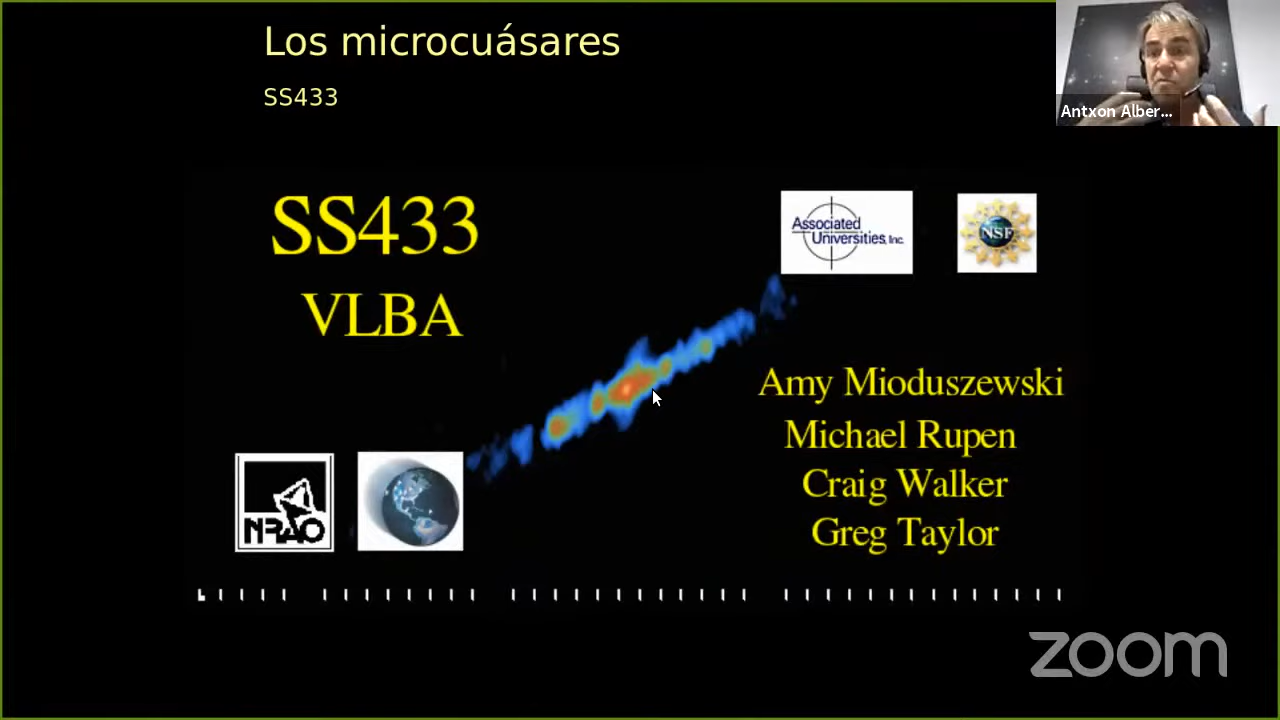 Los microcuásares
SS433
Antxon Alber...
SS433
VLBA
Associated
Universities, Inc.
NSF
Amy Mioduszewski
Michael Rupen
Craig Walker
Greg Taylor
NRAO
zoom